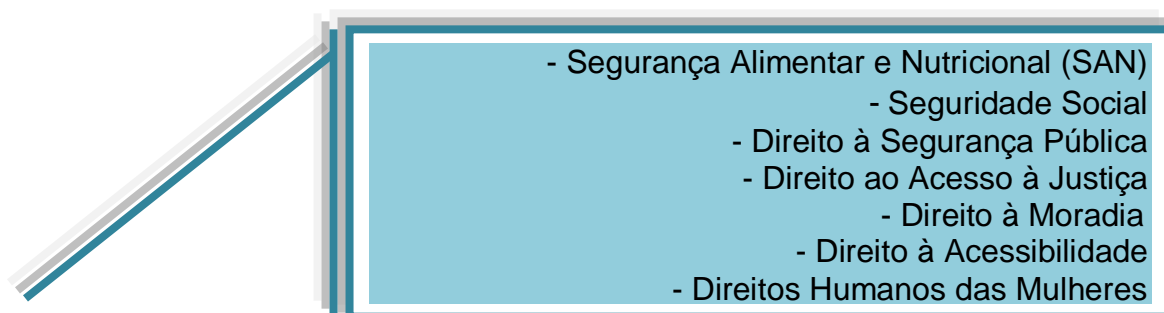 - Segurança Alimentar e Nutricional (SAN)
- Seguridade Social
- Direito à Segurança Pública
- Direito ao Acesso à Justiça
- Direito à Moradia
- Direito à Acessibilidade
- Direitos Humanos das Mulheres